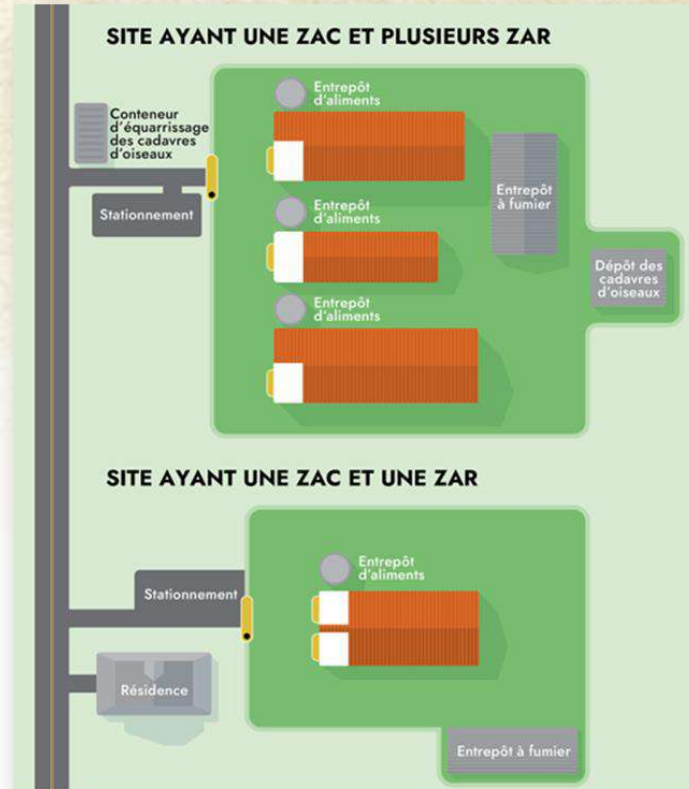 SITE AYANT UNE ZAC ET PLUSIEURS ZAR
Entrepôt
d'aliments
Conteneur
d'équarrissage
des cadavres
d'oiseaux
Stationnement
Entrepôt
à fumier
Entrepôt
d'aliments
Dépôt des
cadavres
d'oiseaux
Entrepôt
d'aliments
SITE AYANT UNE ZAC ET UNE ZAR
Entrepôt
d'aliments
Stationnement
Résidence
Entrepôt à fumier